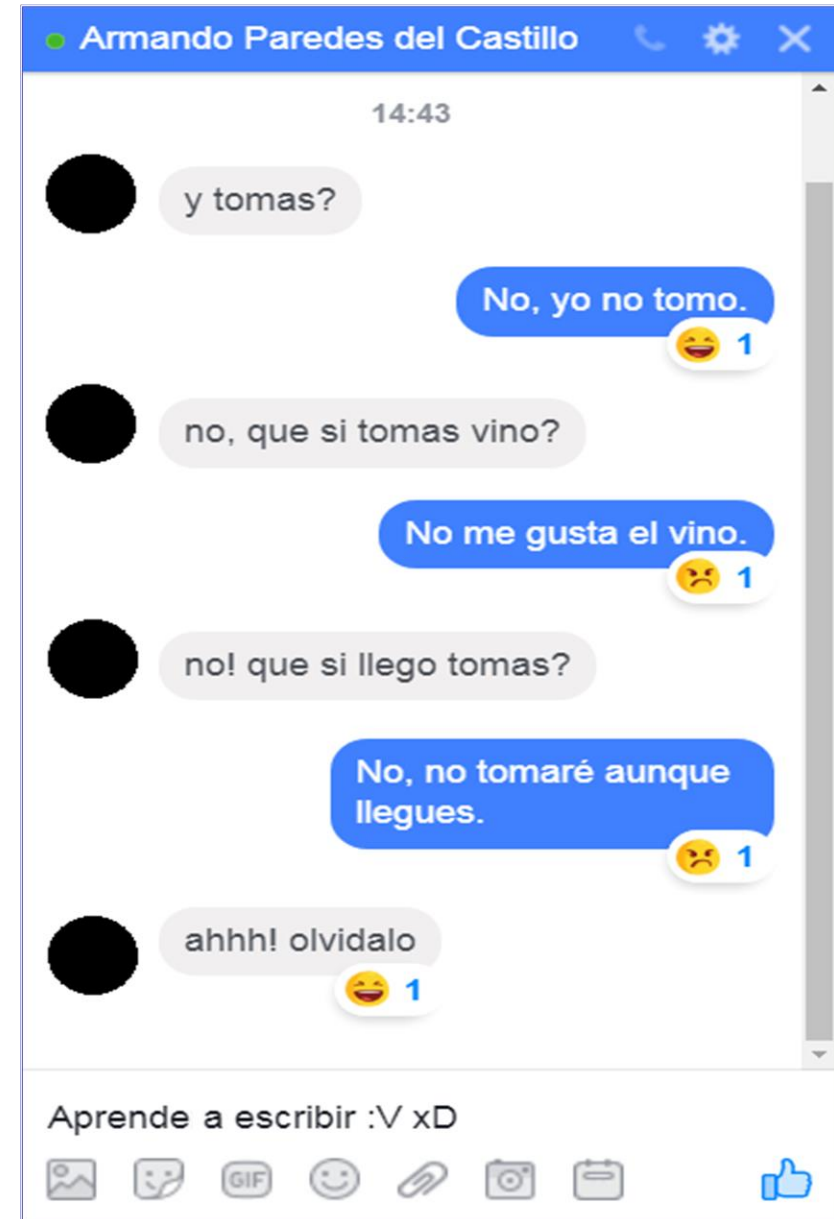 Armando Paredes del Castillo
14:43
y tomas?
No, yo no tomo.
1
no, que si tomas vino?
No me gusta el vino.
1
no! que si llego tomas?
No, no tomaré aunque
llegues.
1
ahhh! olvidalo
1
Aprende a escribir :V xD
GIF